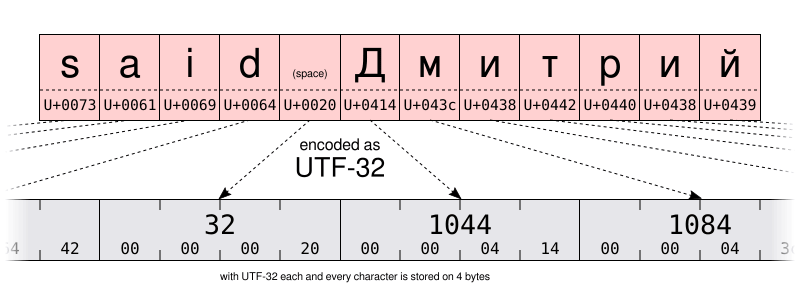 s a i d (space) Д м и т р и й
U+0073 U+0061 U+0069 U+0064 U+0020 U+0414 U+043c U+0438 U+0442 U+0440 U+0438 U+0439
encoded as
UTF-32
32 1044 1084
42 00 00 00 20 00 00 04 14 00 00 04
with UTF-32 each and every character is stored on 4 bytes